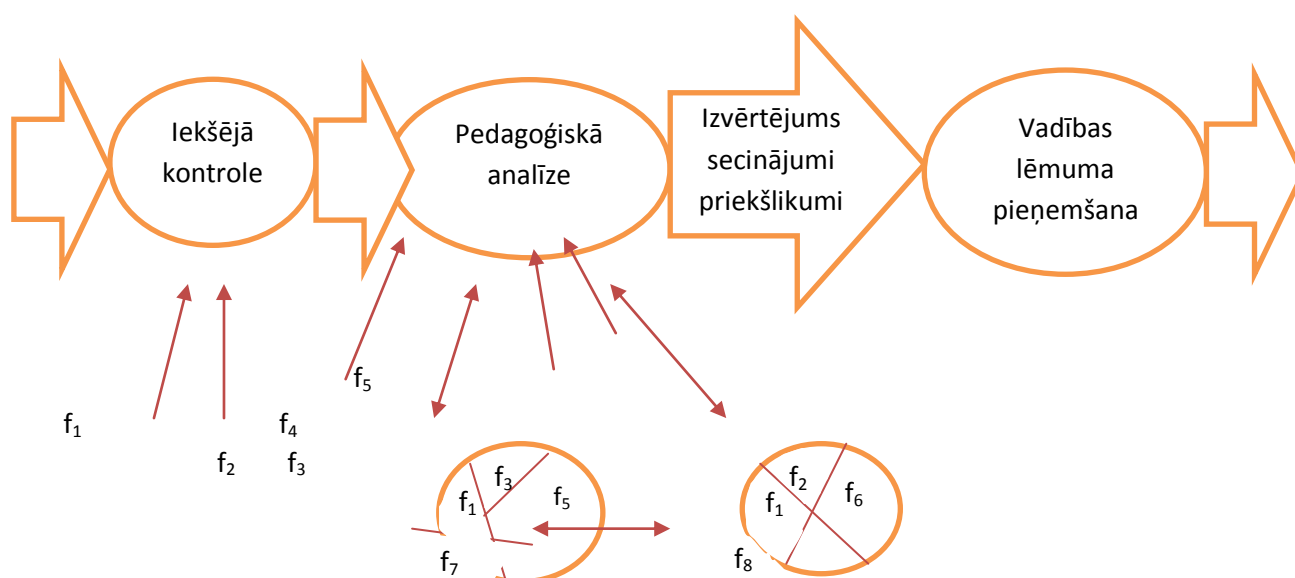 Iekšējā
kontrole
Pedagoģiskā
analīze
Izvērtējums
secinājumi
priekšlikumi
Vadības
lēmuma
pieņemšana
f₅
f₁
f₄
f₂
f₃
f₃
f₁
f₅
f₇
f₂
f₁
f₆
f₈